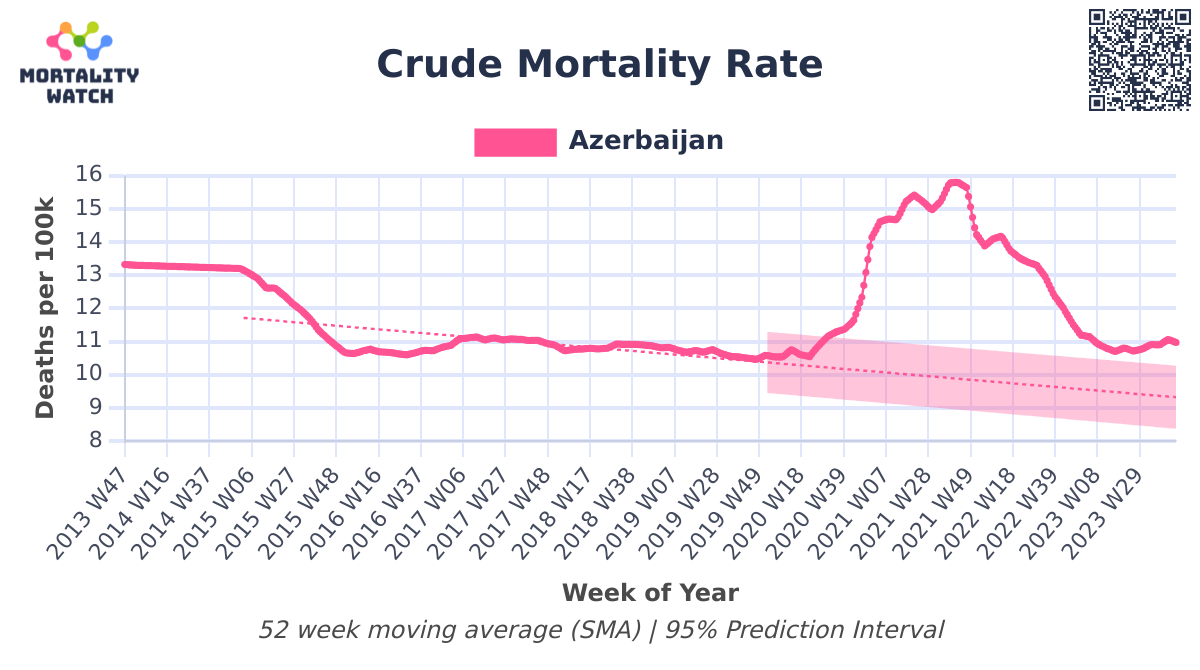 MORTALITY
WATCH
Crude Mortality Rate
Azerbaijan
Deaths per 100k
16
15
14
13
12
11
10
9
8
2013 W47
2014 W16
2014 W37
2015 W06
2015 W27
2015 W48
2016 W16
2016 W37
2017 W06
2017 W27
2017 W48
2018 W17
2018 W38
2019 W07
2019 W28
2019 W49
2020 W18
2020 W39
2021 W07
2021 W28
2021 W49
2022 W18
2022 W39
2023 W08
2023 W29
Week of Year
52 week moving average (SMA) | 95% Prediction Interval